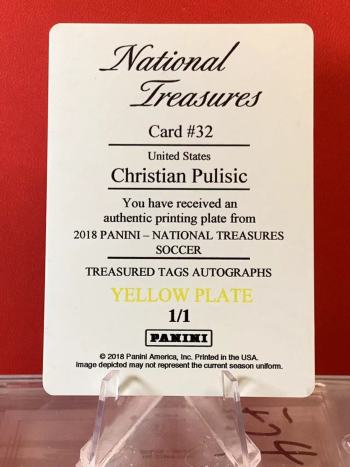 National
Treasures
Card #32
United States
Christian Pulisic
You have received an
authentic printing plate from
2018 PANINI – NATIONAL TREASURES
SOCCER
TREASURED TAGS AUTOGRAPHS
YELLOW PLATE
1/1
PANINI
© 2018 Panini America, Inc. Printed in the USA.
Image depicted may not represent the current season uniform.